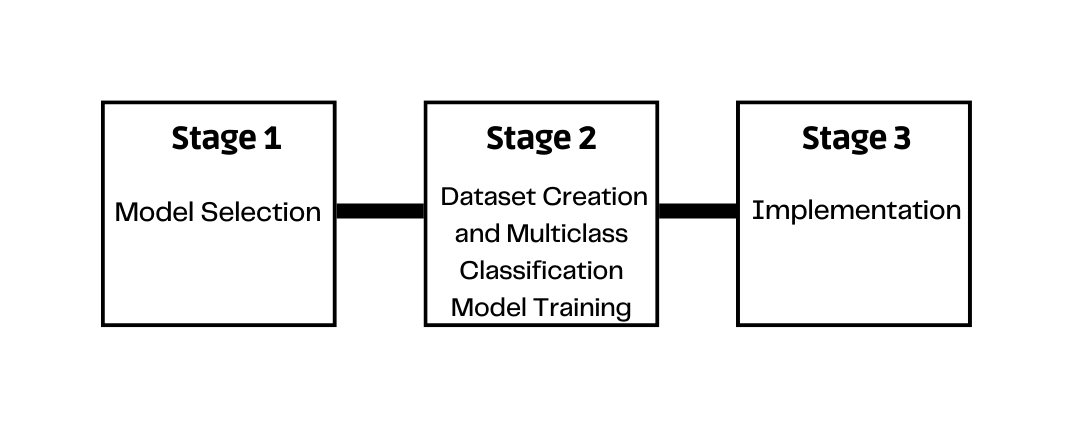 Stage 1
Model Selection
Stage 2
Dataset Creation
and Multiclass
Classification
Model Training
Stage 3
Implementation